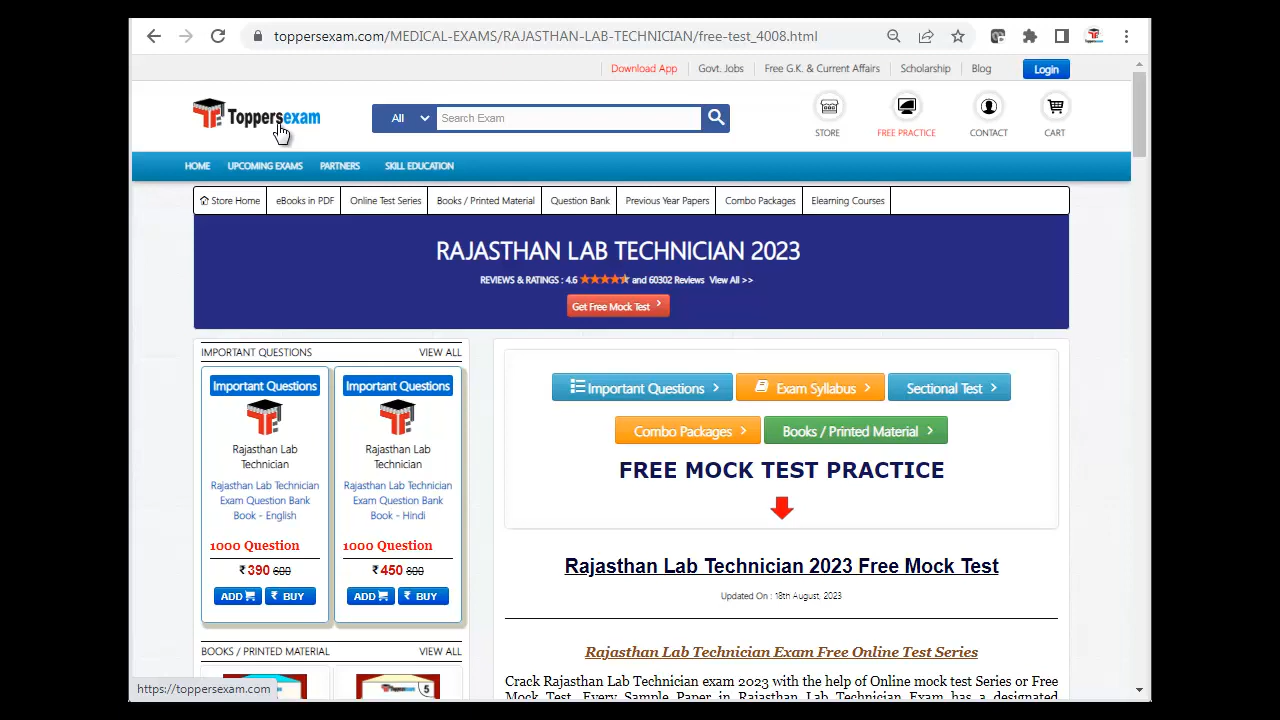 toppersexam.com/MEDICAL-EXAMS/RAJASTHAN-LAB-TECHNICIAN/free-test_4008.html
Download App Govt. Jobs Free G.K. & Current Affairs Scholarship Blog Login
Toppersexam All Search Exam
STORE FREE PRACTICE CONTACT CART
HOME UPCOMING EXAMS PARTNERS SKILL EDUCATION
Store Home eBooks in PDF Online Test Series Books / Printed Material Question Bank Previous Year Papers Combo Packages Elearning Courses
RAJASTHAN LAB TECHNICIAN 2023
REVIEWS & RATINGS : 4.6 and 60302 Reviews View All >>
Get Free Mock Test
IMPORTANT QUESTIONS VIEW ALL
Important Questions
Rajasthan Lab
Technician
Rajasthan Lab Technician
Exam Question Bank
Book - English
1000 Question
₹ 390 600
ADD ₹ BUY
Important Questions
Rajasthan Lab
Technician
Rajasthan Lab Technician
Exam Question Bank
Book - Hindi
1000 Question
₹ 450 800
ADD ₹ BUY
BOOKS / PRINTED MATERIAL VIEW ALL
5
Important Questions Exam Syllabus Sectional Test
Combo Packages Books / Printed Material
FREE MOCK TEST PRACTICE
Rajasthan Lab Technician 2023 Free Mock Test
Updated On : 18th August, 2023
Rajasthan Lab Technician Exam Free Online Test Series
Crack Rajasthan Lab Technician exam 2023 with the help of Online mock test Series or Free
Mock Test. Every Sample Paper in Rajasthan Lab Technician Exam has a designated
https://toppersexam.com